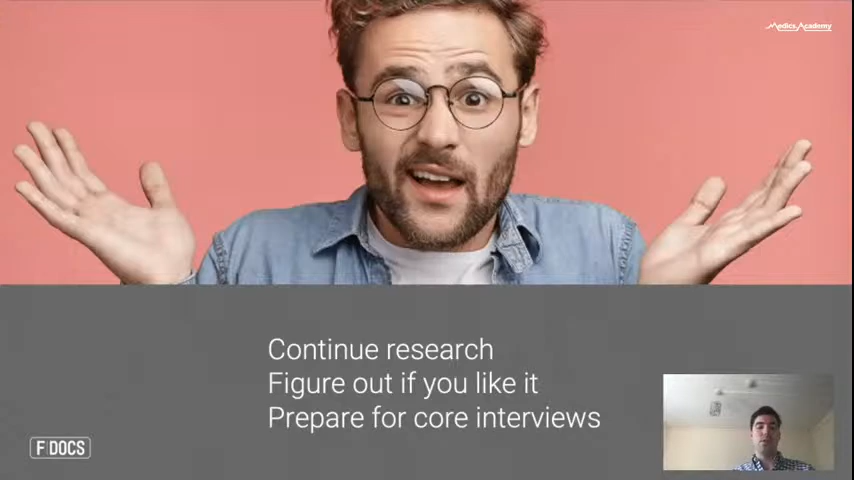 Medics.Academy
Continue research
Figure out if you like it
Prepare for core interviews
F|DOCS